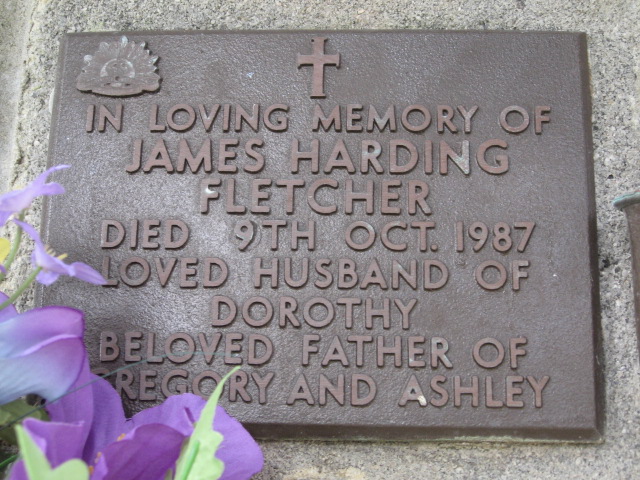 IN LOVING MEMORY OF
JAMES HARDING
FLETCHER
DIED 9TH OCT. 1987
LOVED HUSBAND OF
DOROTHY
BELOVED FATHER OF
GREGORY AND ASHLEY